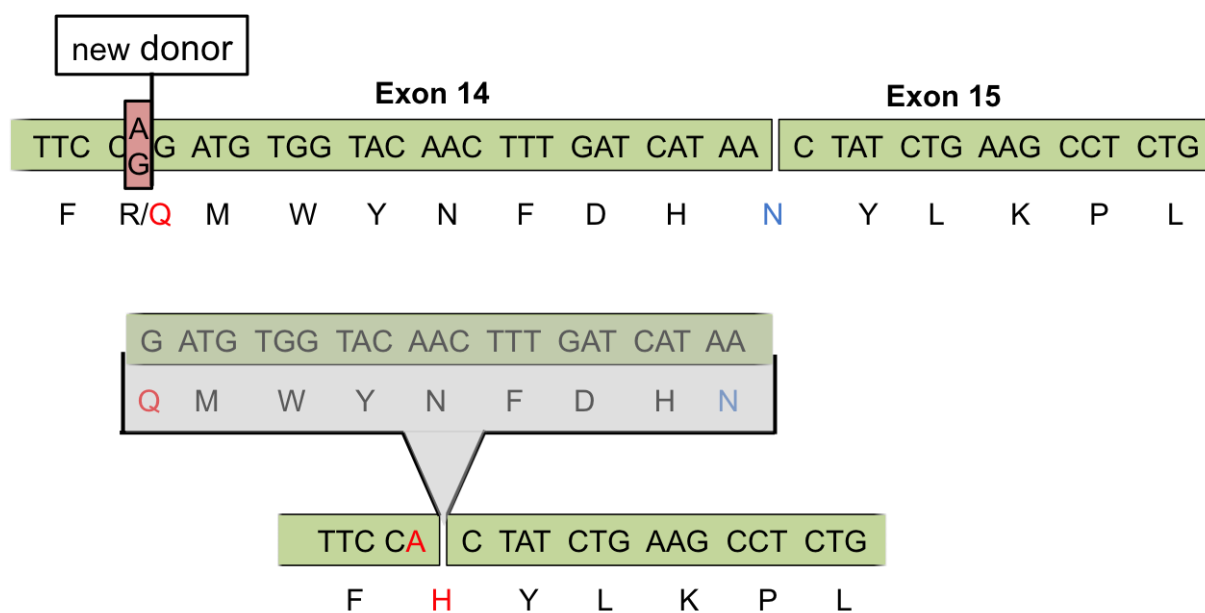 new donor
Exon 14 Exon 15
A
TTC C G ATG TGG TAC AAC TTT GAT CAT AA C TAT CTG AAG CCT CTG
G
F R/Q M W Y N F D H N Y L K P L
G ATG TGG TAC AAC TTT GAT CAT AA
Q M W Y N F D H N
TTC CA C TAT CTG AAG CCT CTG
F H Y L K P L